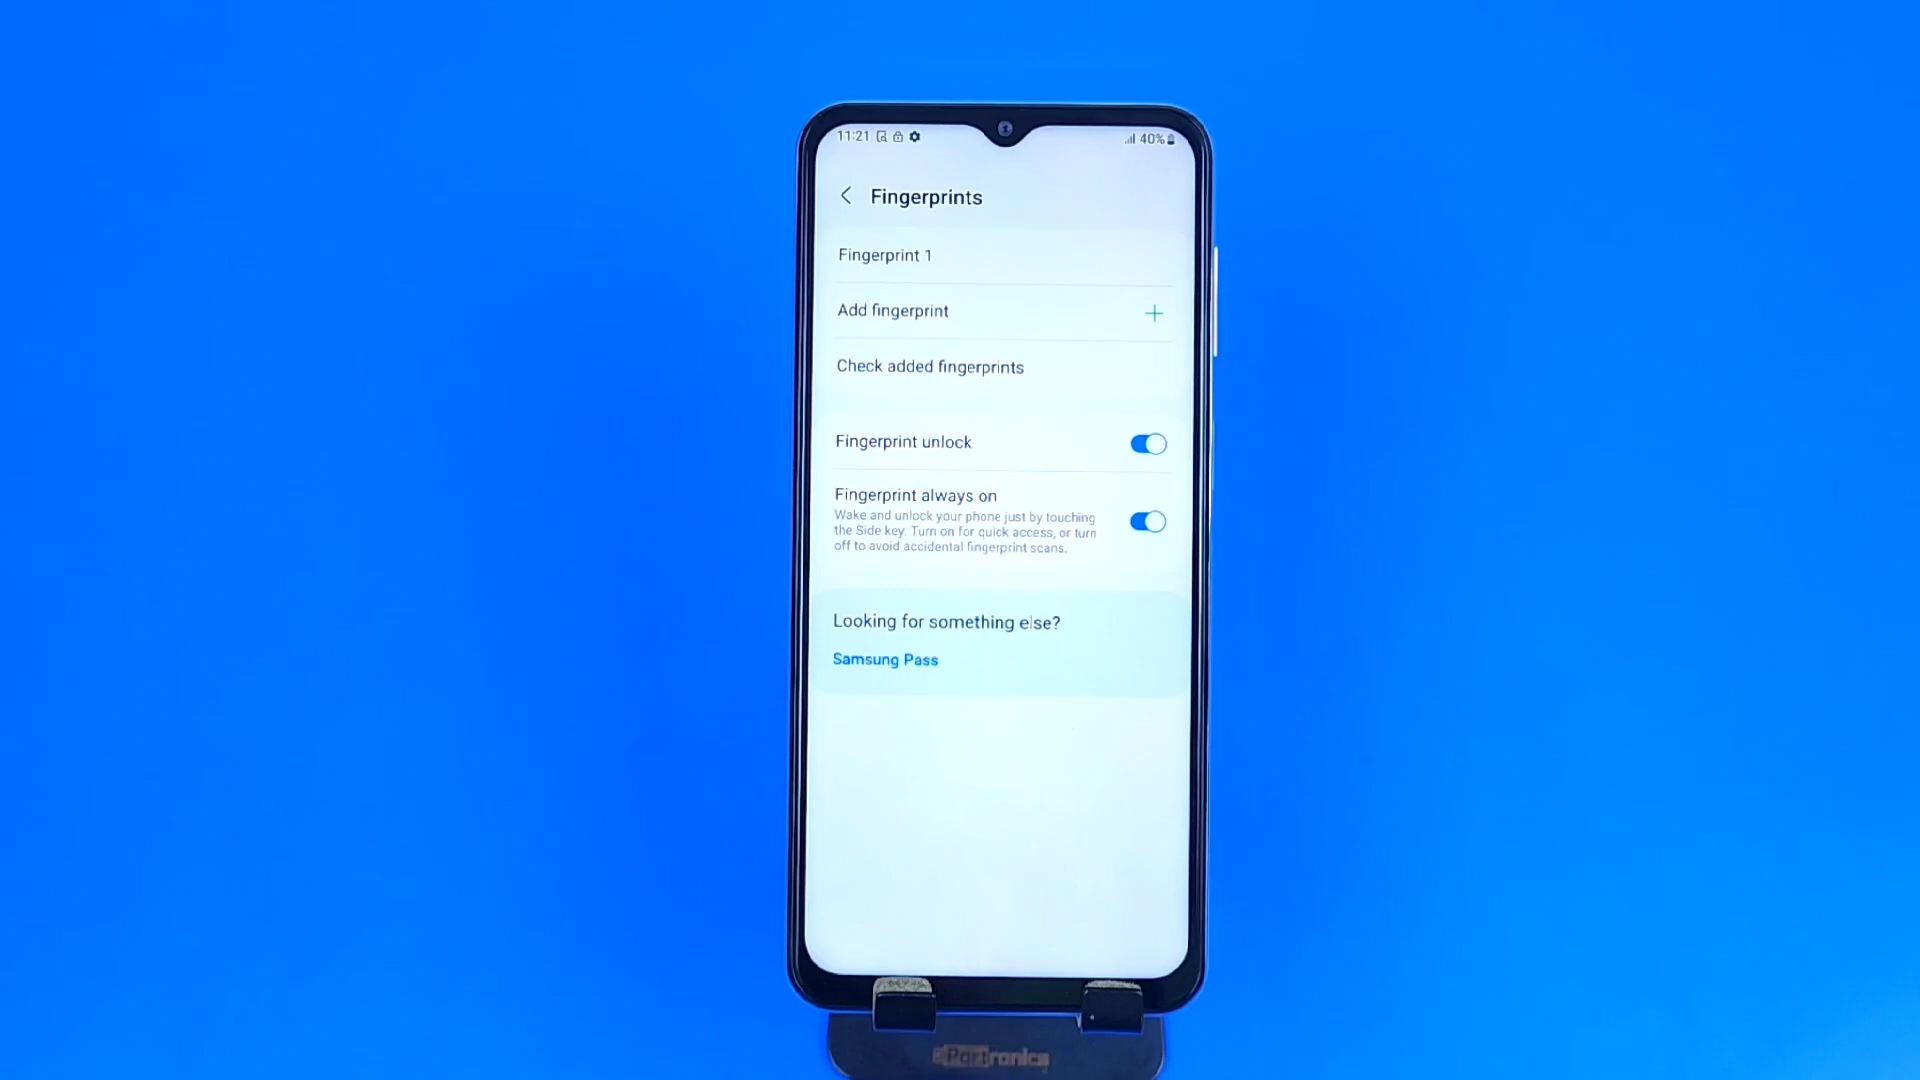 11:21
40%
Fingerprints
Fingerprint 1
Add fingerprint
Check added fingerprints
Fingerprint unlock
Fingerprint always on
Wake and unlock your phone just by touching
the Side key. Turn on for quick access, or turn
off to avoid accidental fingerprint scans.
Looking for something else?
Samsung Pass
Portronics